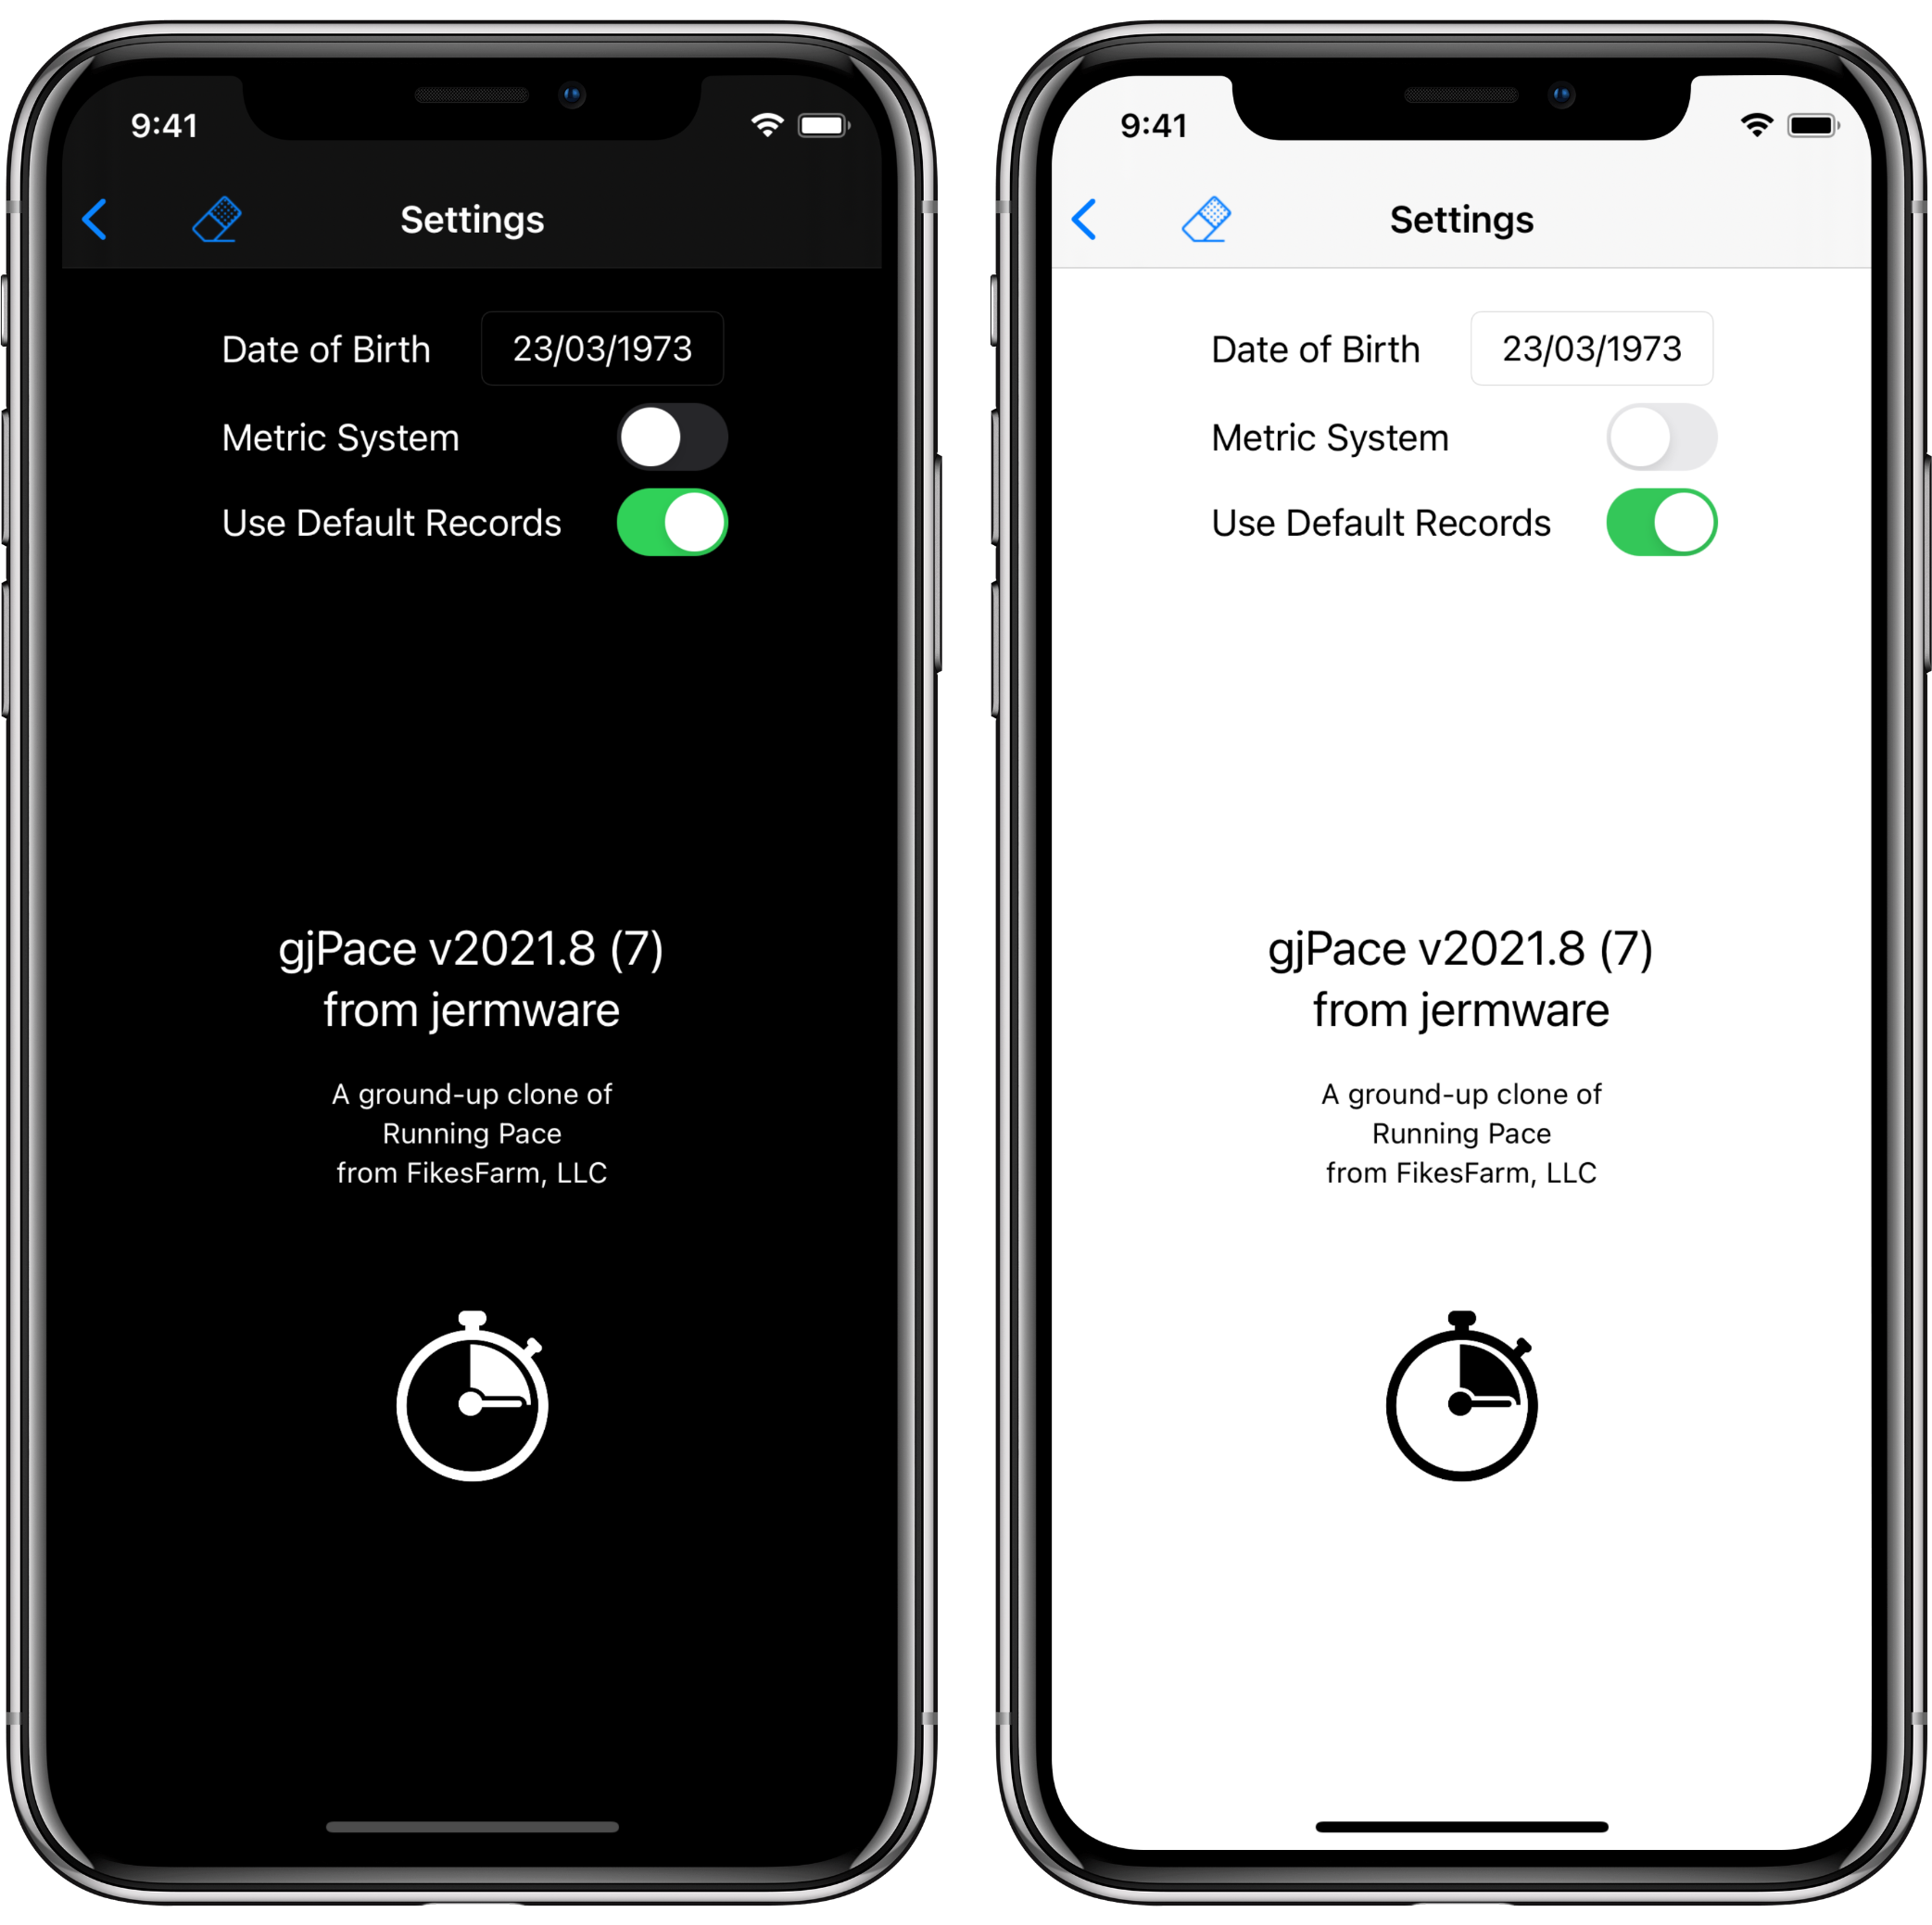 9:41
Settings
Date of Birth 23/03/1973
Metric System
Use Default Records
gjPace v2021.8 (7)
from jermware
A ground-up clone of
Running Pace
from FikesFarm, LLC
9:41
Settings
Date of Birth 23/03/1973
Metric System
Use Default Records
gjPace v2021.8 (7)
from jermware
A ground-up clone of
Running Pace
from FikesFarm, LLC